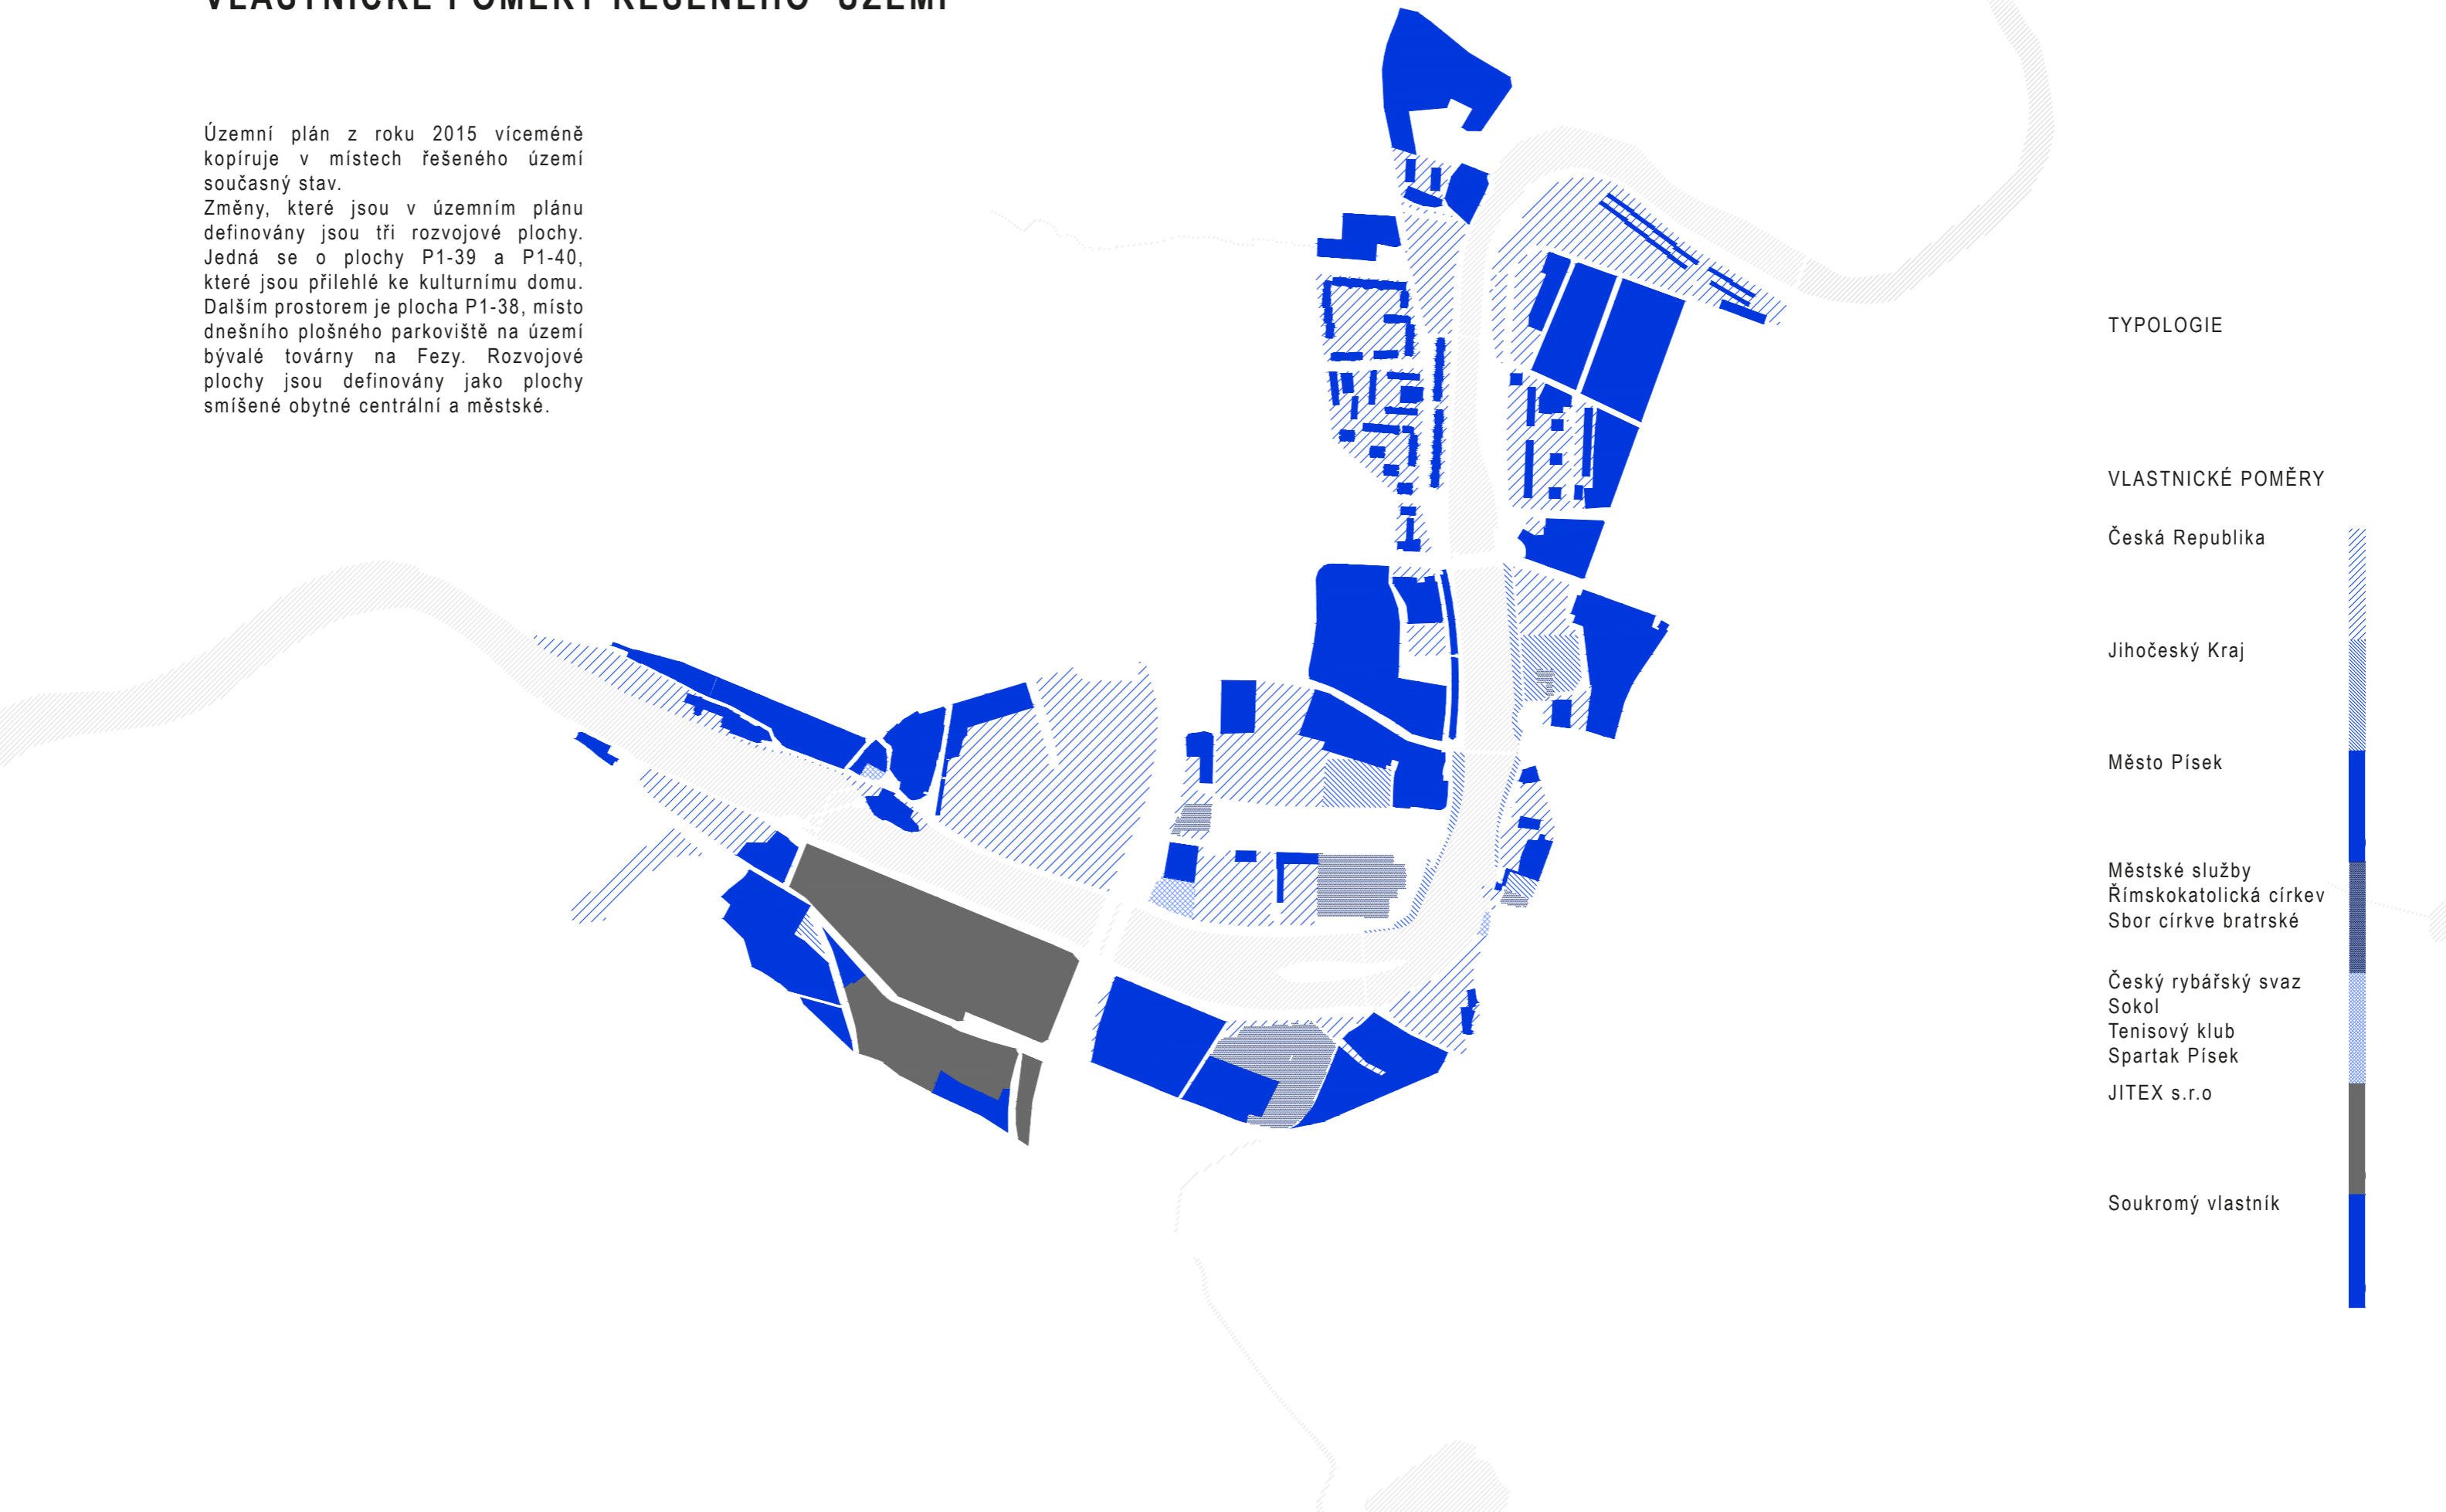 VLASTNICKÉ POMĚRY ŘEŠENÉHO ÚZEMÍ
Územní plán z roku 2015 víceméně
kopíruje v místech řešeného území
současný stav.
Změny, které jsou v územním plánu
definovány jsou tři rozvojové plochy.
Jedná se o plochy P1-39 a P1-40,
které jsou přilehlé ke kulturnímu domu.
Dalším prostorem je plocha P1-38, místo
dnešního plošného parkoviště na území
bývalé továrny na Fezy. Rozvojové
plochy jsou definovány jako plochy
smíšené obytné centrální a městské.
TYPOLOGIE
VLASTNICKÉ POMĚRY
Česká Republika
Jihočeský Kraj
Město Písek
Městské služby
Římskokatolická církev
Sbor církve bratrské
Český rybářský svaz
Sokol
Tenisový klub
Spartak Písek
JITEX s.r.o
Soukromý vlastník